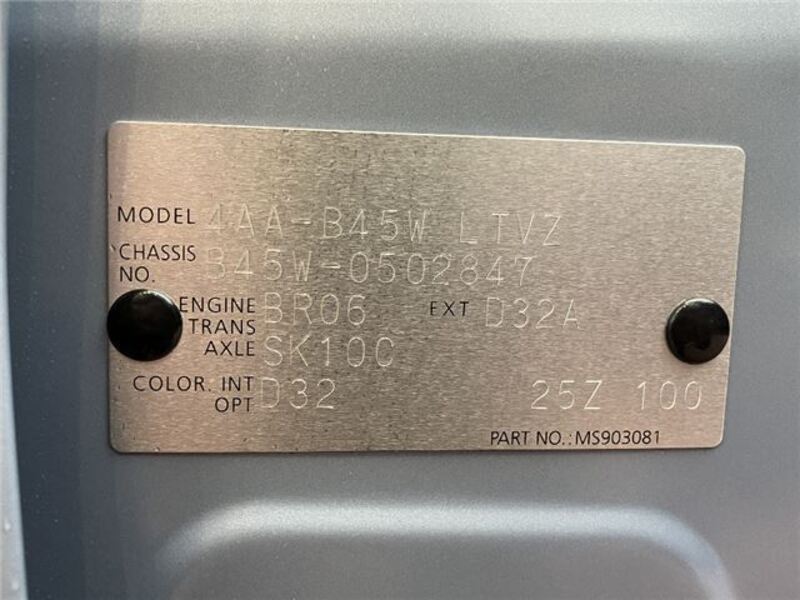 MODEL 4AA-B45W LTVZ
CHASSIS
NO. B45W-0502847
ENGINE BR06 EXT D32A
TRANS
AXLE SK10C
COLOR. INT D32 25Z 100
OPT
PART NO.: MS903081